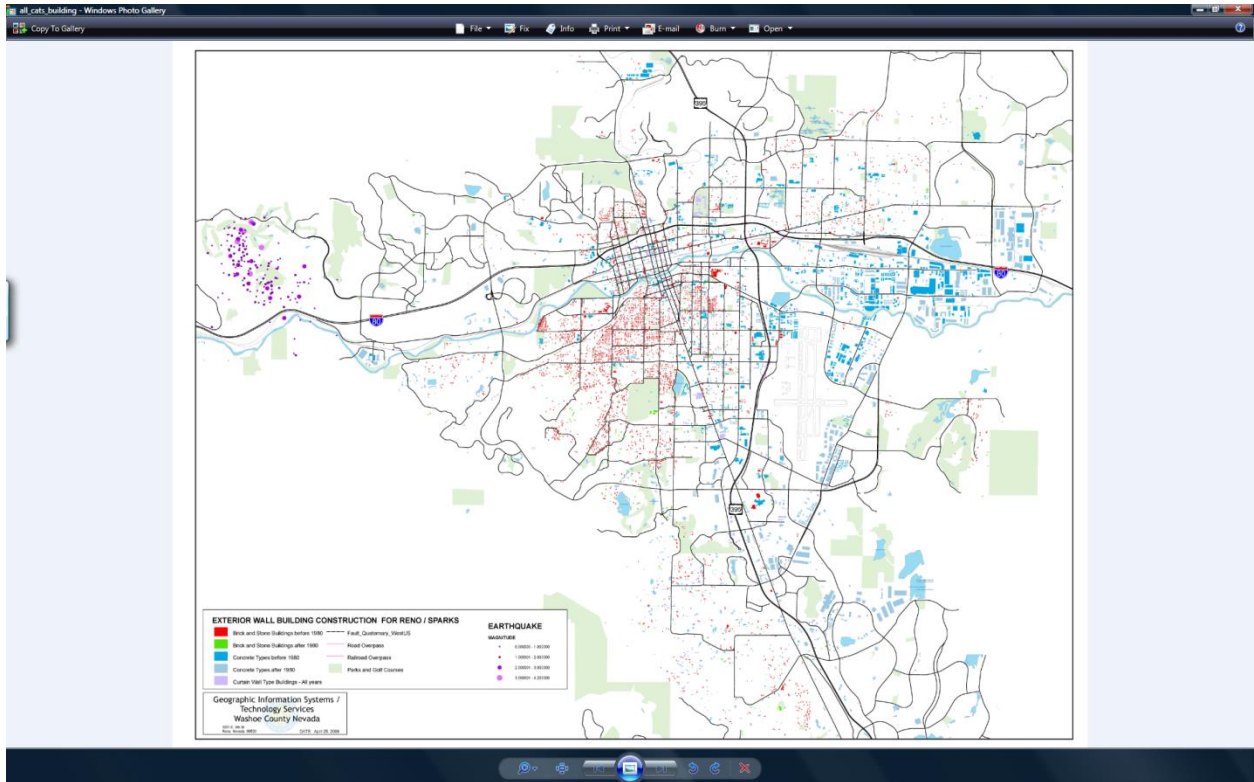 all_cats_building - Windows Photo Gallery
Copy To Gallery File Fix Info Print E-mail Burn Open
395
80
80
395
EXTERIOR WALL BUILDING CONSTRUCTION FOR RENO / SPARKS
Brick and Stone Buildings before 1980
Brick and Stone Buildings after 1980
Concrete Types before 1980
Concrete Types after 1980
Curtain Wall Type Buildings - All years
Fault_Quaternary_WestUS
Road Overpass
Railroad Overpass
Parks and Golf Courses
EARTHQUAKE
MAGNITUDE
Geographic Information Systems /
Technology Services
Washoe County Nevada